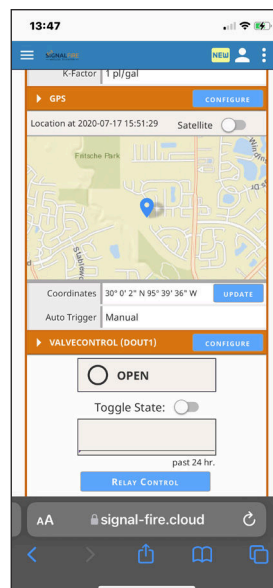 13:47
SIGNALFIRE
NEW
K-Factor 1 pl/gal
GPS CONFIGURE
Location at 2020-07-17 15:51:29 Satellite
Fritsche Park
Coordinates 30° 0' 2" N 95° 39' 36" W UPDATE
Auto Trigger Manual
VALVECONTROL (DOUT1) CONFIGURE
OPEN
Toggle State:
past 24 hr.
RELAY CONTROL
AA signal-fire.cloud